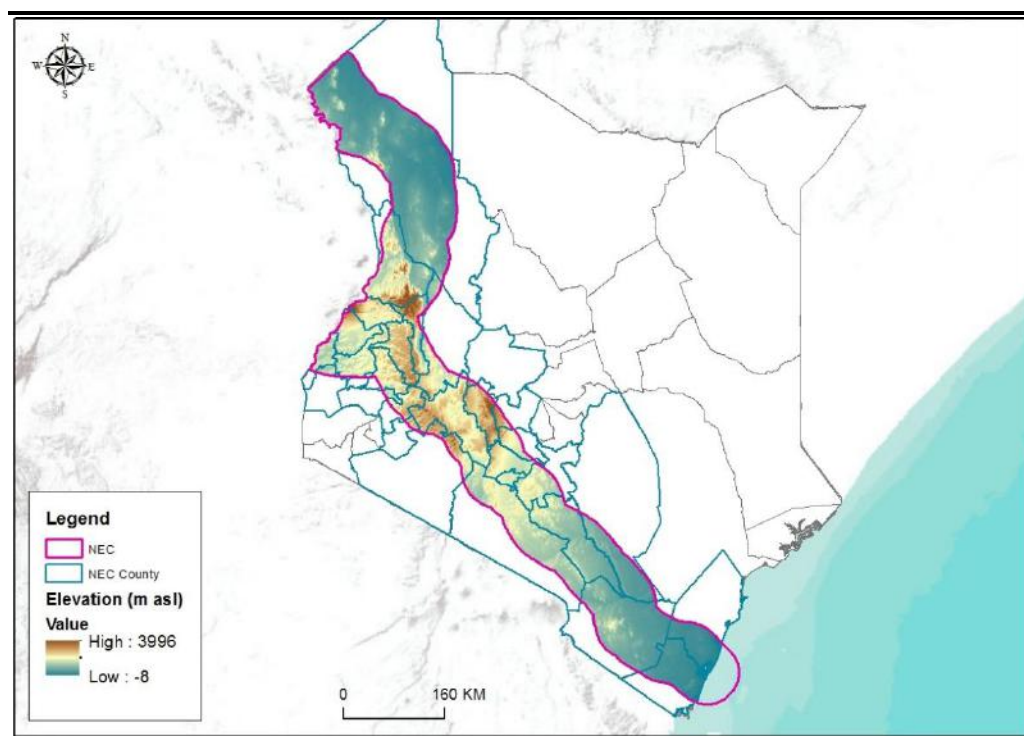 N
W E
S
Legend
NEC
NEC County
Elevation (m asl)
Value
High : 3996
Low : -8
0 160 KM